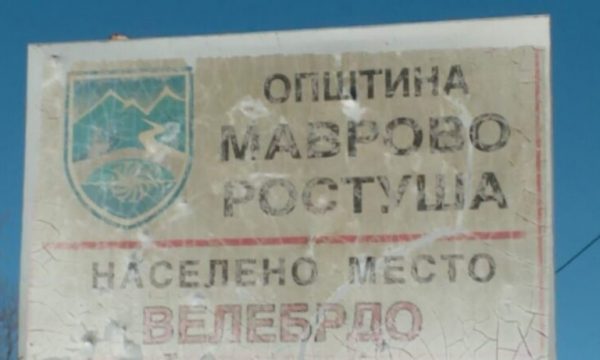 ОПШТИНА
МАВРОВО
РОСТУША
НАСЕЛЕНО МЕСТО
ВЕЛЕБРДО